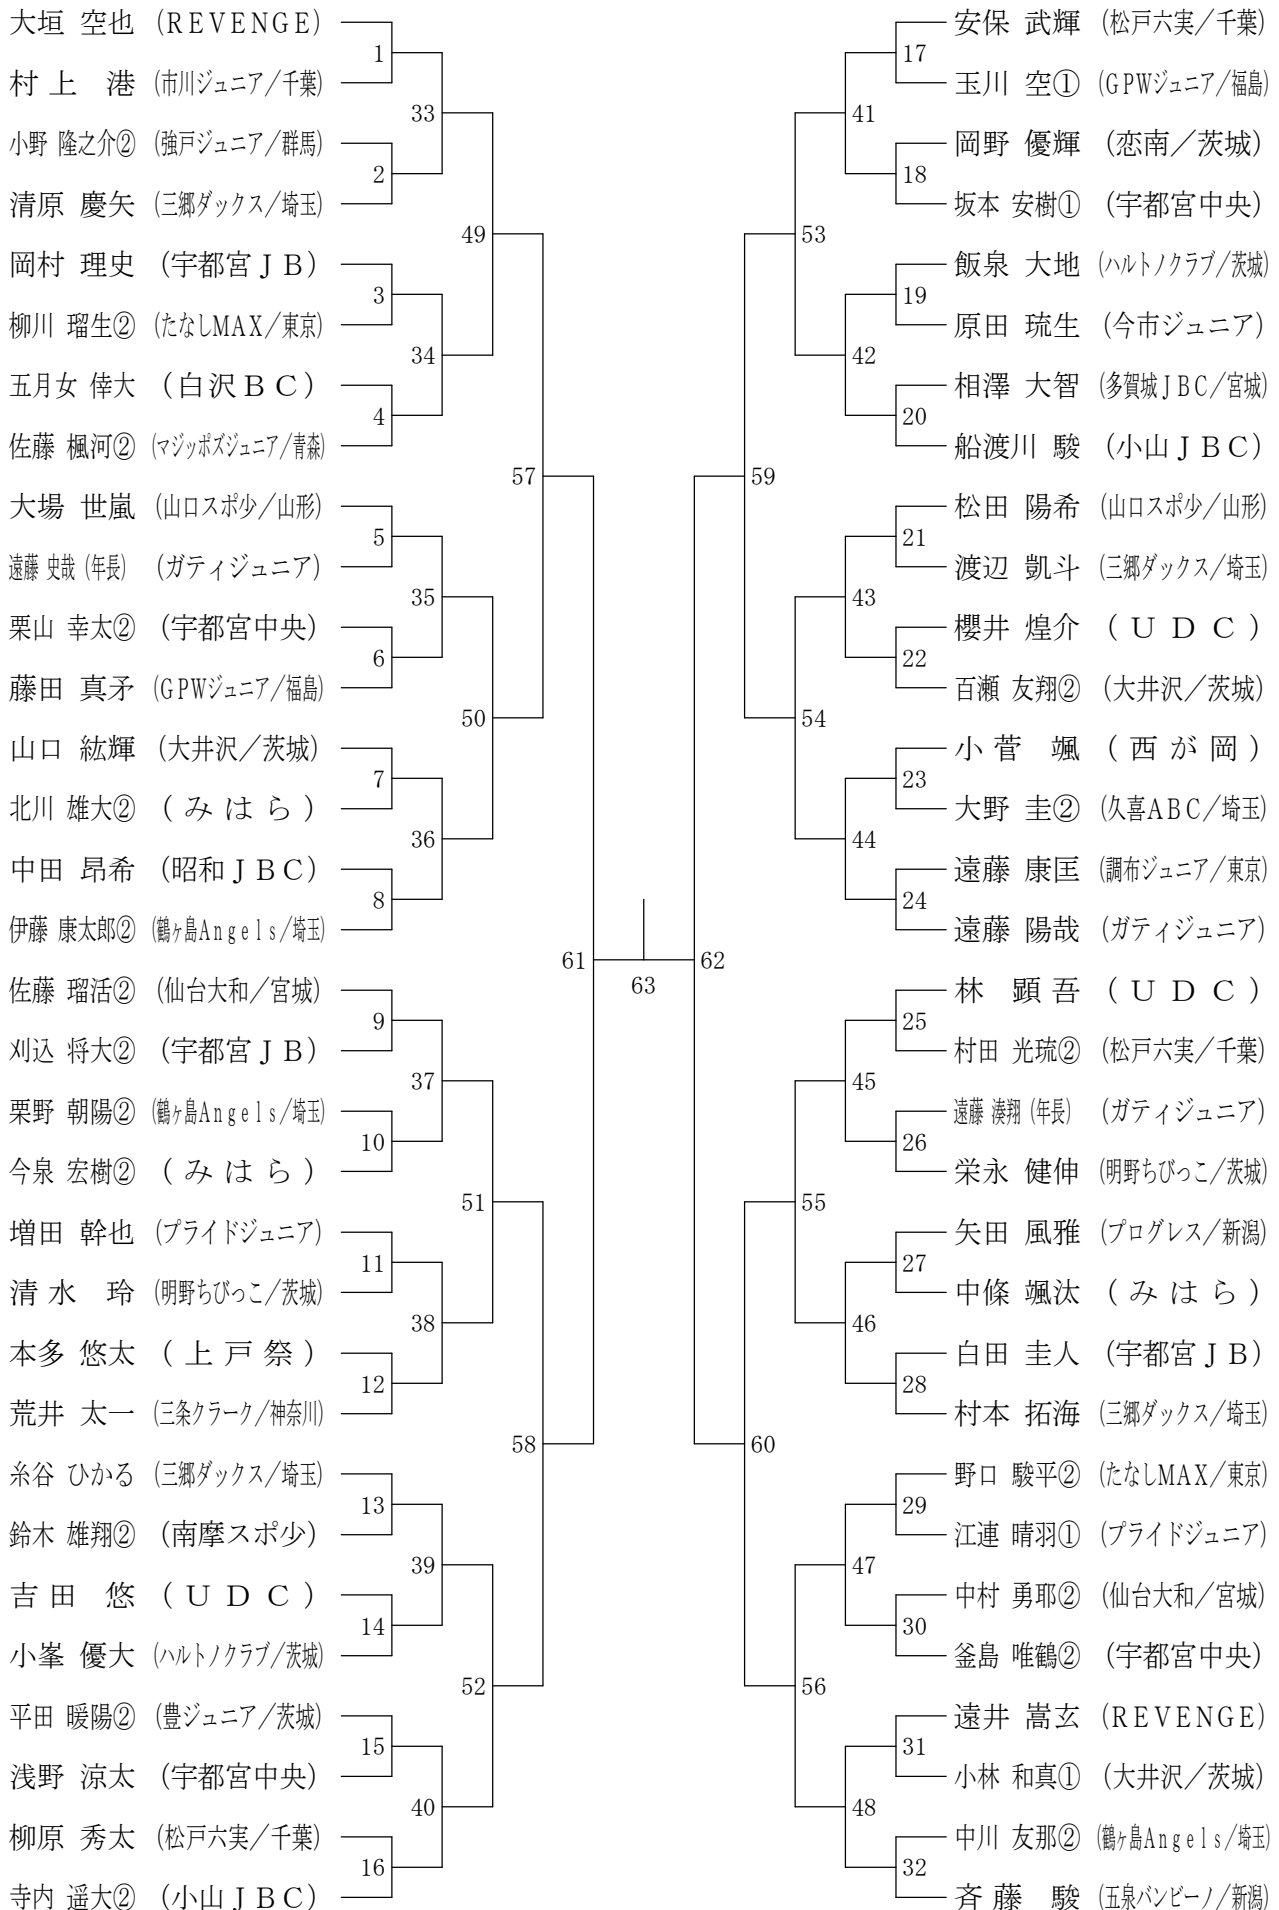 大垣 空也 (REVENGE)
1
村上 港 (市川ジュニア/千葉)
33
小野 隆之介② (強戸ジュニア/群馬)
2
清原 慶矢 (三郷ダックス/埼玉)
49
岡村 理史 (宇都宮JB)
3
柳川 瑠生② (たなしMAX/東京)
34
五月女 倖大 (白沢BC)
4
佐藤 楓河② (マジッポズジュニア/青森)
57
大場 世嵐 (山口スポ少/山形)
5
遠藤 史哉 (年長) (ガティジュニア)
35
栗山 幸太② (宇都宮中央)
6
藤田 真矛 (GPWジュニア/福島)
50
山口 紘輝 (大井沢/茨城)
7
北川 雄大② (みはら)
36
中田 昂希 (昭和JBC)
8
伊藤 康太郎② (鶴ヶ島Angels/埼玉)
61
佐藤 瑠活② (仙台大和/宮城)
9
刈込 将大② (宇都宮JB)
37
栗野 朝陽② (鶴ヶ島Angels/埼玉)
10
今泉 宏樹② (みはら)
51
増田 幹也 (プライドジュニア)
11
清水 玲 (明野ちびっこ/茨城)
38
本多 悠太 (上戸祭)
12
荒井 太一 (三条クラーク/神奈川)
58
糸谷 ひかる (三郷ダックス/埼玉)
13
鈴木 雄翔② (南摩スポ少)
39
吉田 悠 (UDC)
14
小峯 優大 (ハルトノクラブ/茨城)
52
平田 暖陽② (豊ジュニア/茨城)
15
浅野 涼太 (宇都宮中央)
40
柳原 秀太 (松戸六実/千葉)
16
寺内 遥大② (小山JBC)
63
安保 武輝 (松戸六実/千葉)
17
玉川 空① (GPWジュニア/福島)
41
岡野 優輝 (恋南/茨城)
18
坂本 安樹① (宇都宮中央)
53
飯泉 大地 (ハルトノクラブ/茨城)
19
原田 琉生 (今市ジュニア)
42
相澤 大智 (多賀城JBC/宮城)
20
船渡川 駿 (小山JBC)
59
松田 陽希 (山口スポ少/山形)
21
渡辺 凱斗 (三郷ダックス/埼玉)
43
櫻井 煌介 (UDC)
22
百瀬 友翔② (大井沢/茨城)
54
小菅 颯 (西が岡)
23
大野 圭② (久喜ABC/埼玉)
44
遠藤 康匡 (調布ジュニア/東京)
24
遠藤 陽哉 (ガティジュニア)
62
林 顕吾 (UDC)
25
村田 光琉② (松戸六実/千葉)
45
遠藤 湊翔 (年長) (ガティジュニア)
26
栄永 健伸 (明野ちびっこ/茨城)
55
矢田 風雅 (プログレス/新潟)
27
中條 颯汰 (みはら)
46
白田 圭人 (宇都宮JB)
28
村本 拓海 (三郷ダックス/埼玉)
60
野口 駿平② (たなしMAX/東京)
29
江連 晴羽① (プライドジュニア)
47
中村 勇耶② (仙台大和/宮城)
30
釜島 唯鶴② (宇都宮中央)
56
遠井 嵩玄 (REVENGE)
31
小林 和真① (大井沢/茨城)
48
中川 友那② (鶴ヶ島Angels/埼玉)
32
斉藤 駿 (五泉バンビーノ/新潟)